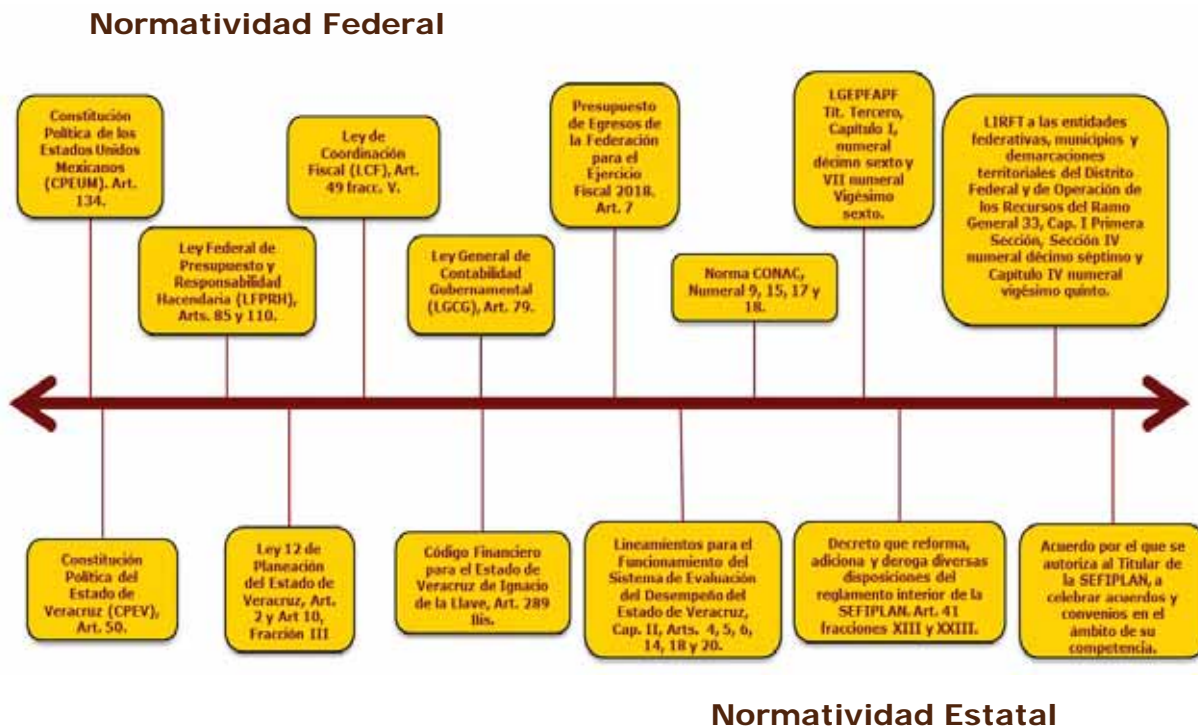 Normatividad Federal
Constitución
Política de los
Estados Unidos
Mexicanos
(CPEUM). Art.
134.
Ley Federal de
Presupuesto y
Responsabilidad
Hacendaria (LFPRH),
Arts. 85 y 110.
Ley de
Coordinación
Fiscal (LCF), Art.
49 fracc. V.
Ley General de
Contabilidad
Gubernamental
(LGCG), Art. 79.
Presupuesto
de Egresos de
la Federación
para el
Ejercicio
Fiscal 2018.
Art. 7
Norma CONAC,
Numeral 9, 15, 17 y
18.
LGEPFAPF
Tit. Tercero,
Capítulo I,
numeral
décimo sexto y
VII numeral
Vigésimo
sexto.
LIRFT a las entidades
federativas, municipios y
demarcaciones
territoriales del Distrito
Federal y de Operación de
los Recursos del Ramo
General 33, Cap. I Primera
Sección, Sección IV
numeral décimo séptimo y
Capítulo IV numeral
vigésimo quinto.
Constitución
Política del
Estado de
Veracruz (CPEV),
Art. 50.
Ley 12 de
Planeación
del Estado de
Veracruz, Art.
2 y Art 10,
Fracción III
Código Financiero
para el Estado de
Veracruz de Ignacio
de la Llave, Art. 289
Lineamientos para el
Funcionamiento del
Sistema de Evaluación
del Desempeño del
Estado de Veracruz,
Cap. II, Arts. 4, 5, 6,
14, 18 y 20.
Decreto que reforma,
adiciona y deroga diversas
disposiciones del
reglamento interior de la
SEFIPLAN. Art. 41
fracciones XIII y XXIII.
Acuerdo por el que se
autoriza al Titular de
la SEFIPLAN, a
celebrar acuerdos y
convenios en el
ámbito de su
competencia.
Normatividad Estatal